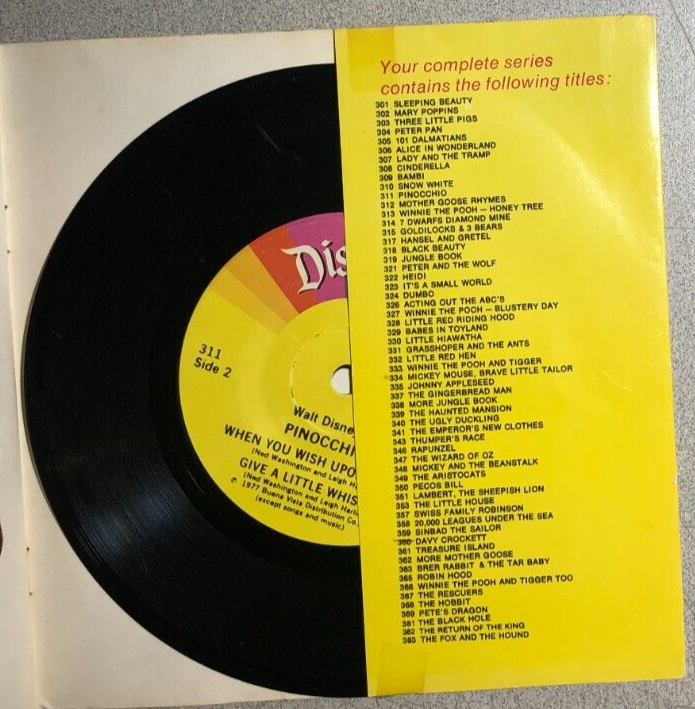 Dis
311
Side 2
Walt Disne
PINOCCHI
WHEN YOU WISH UPO
(Ned Washington and Leigh Ha
GIVE A LITTLE WHIS
(Ned Washington and Leigh Harli
© 1977 Buena Vista Distribution Co.
(except songs and music)
Your complete series
contains the following titles:
301 SLEEPING BEAUTY
302 MARY POPPINS
303 THREE LITTLE PIGS
304 PETER PAN
305 101 DALMATIANS
306 ALICE IN WONDERLAND
307 LADY AND THE TRAMP
308 CINDERELLA
309 BAMBI
310 SNOW WHITE
311 PINOCCHIO
312 MOTHER GOOSE RHYMES
313 WINNIE THE POOH – HONEY TREE
314 7 DWARFS DIAMOND MINE
315 GOLDILOCKS & 3 BEARS
317 HANSEL AND GRETEL
318 BLACK BEAUTY
319 JUNGLE BOOK
321 PETER AND THE WOLF
322 HEIDI
323 IT'S A SMALL WORLD
324 DUMBO
326 ACTING OUT THE ABC'S
327 WINNIE THE POOH – BLUSTERY DAY
328 LITTLE RED RIDING HOOD
329 BABES IN TOYLAND
330 LITTLE HIAWATHA
331 GRASSHOPER AND THE ANTS
332 LITTLE RED HEN
333 WINNIE THE POOH AND TIGGER
334 MICKEY MOUSE, BRAVE LITTLE TAILOR
335 JOHNNY APPLESEED
337 THE GINGERBREAD MAN
338 MORE JUNGLE BOOK
339 THE HAUNTED MANSION
340 THE UGLY DUCKLING
341 THE EMPEROR'S NEW CLOTHES
343 THUMPER'S RACE
346 RAPUNZEL
347 THE WIZARD OF OZ
348 MICKEY AND THE BEANSTALK
349 THE ARISTOCATS
350 PECOS BILL
351 LAMBERT, THE SHEEPISH LION
353 THE LITTLE HOUSE
357 SWISS FAMILY ROBINSON
358 20,000 LEAGUES UNDER THE SEA
359 SINBAD THE SAILOR
360 DAVY CROCKETT
361 TREASURE ISLAND
362 MORE MOTHER GOOSE
363 BRER RABBIT & THE TAR BABY
365 ROBIN HOOD
366 WINNIE THE POOH AND TIGGER TOO
367 THE RESCUERS
368 THE HOBBIT
369 PETE'S DRAGON
381 THE BLACK HOLE
382 THE RETURN OF THE KING
383 THE FOX AND THE HOUND